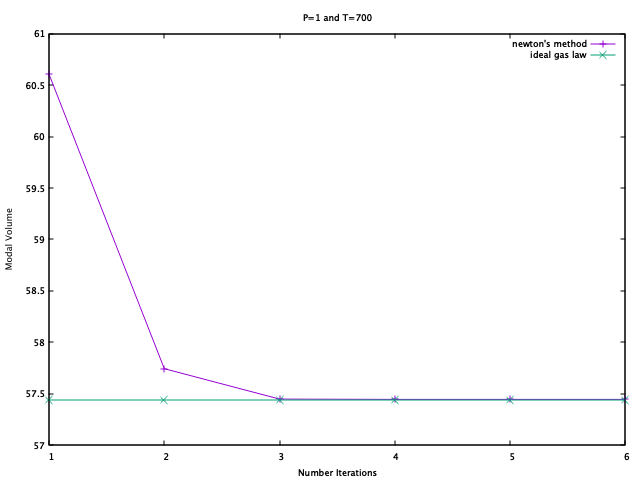 P=1 and T=700
newton's method
ideal gas law
61
60.5
60
59.5
59
58.5
58
57.5
57
Modal Volume
1 2 3 4 5 6
Number Iterations